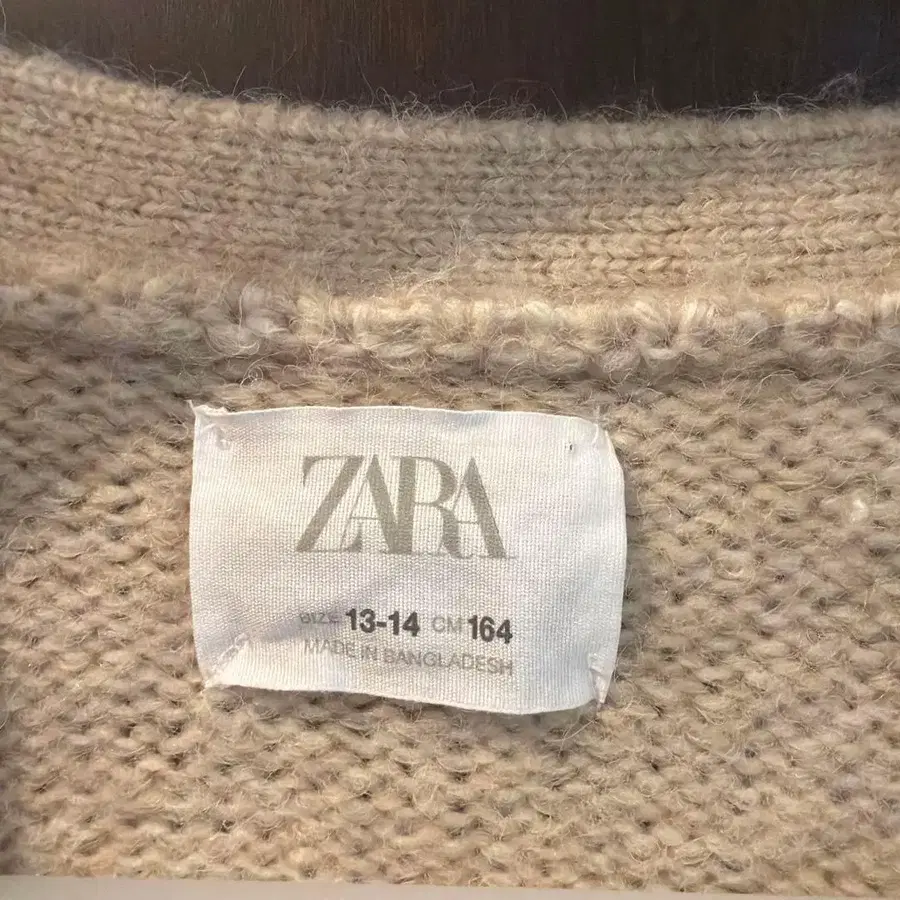 ZARA
SIZE 13-14 CM 164
MADE IN BANGLADESH